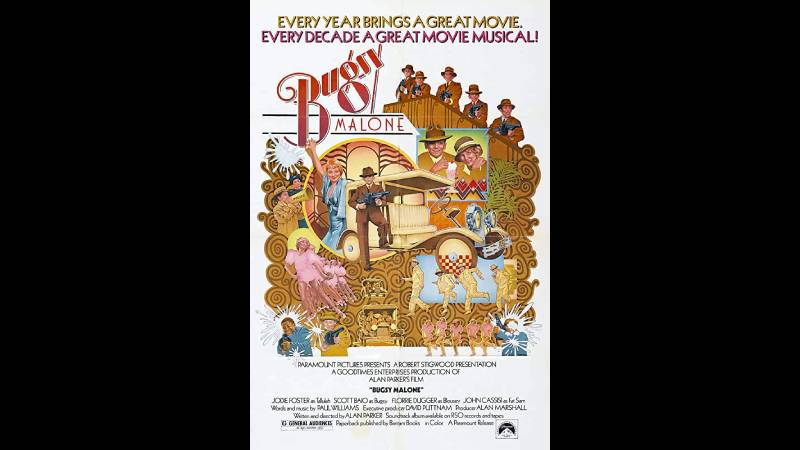 EVERY YEAR BRINGS A GREAT MOVIE.
EVERY DECADE A GREAT MOVIE MUSICAL!
Bugsy
MALONE
PARAMOUNT PICTURES PRESENTS A ROBERT STIGWOOD PRESENTATION
A GOODTIMES ENTERPRISES PRODUCTION OF
ALAN PARKER'S FILM
"BUGSY MALONE"
JODIE FOSTER as Tallulah SCOTT BAIO as Bugsy FLORRIE DUGGER as Blousey JOHN CASSISI as Fat Sam
Words and music by PAUL WILLIAMS Executive producer DAVID PUTTNAM Producer ALAN MARSHALL
Written and directed by ALAN PARKER Soundtrack album available on RSO records and tapes
G GENERAL AUDIENCES Paperback published by Bantam Books in Color A Paramount Release